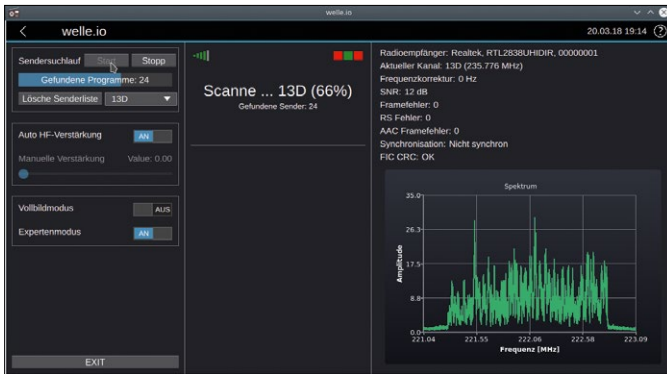 welle.io
welle.io
20.03.18 19:14
Sendersuchlauf Start Stopp
Gefundene Programme: 24
Lösche Senderliste 13D
Auto HF-Verstärkung AN
Manuelle Verstärkung Value: 0.00
Vollbildmodus AUS
Expertenmodus AN
EXIT
Scanne ... 13D (66%)
Gefundene Sender: 24
Radioempfänger: Realtek, RTL2838UHIDIR, 00000001
Aktueller Kanal: 13D (235.776 MHz)
Frequenzkorrektur: 0 Hz
SNR: 12 dB
Framefehler: 0
RS Fehler: 0
AAC Framefehler: 0
Synchronisation: Nicht synchron
FIC CRC: OK
Spektrum
35.0
26.3
17.5
8.8
0.0
Amplitude
221.04 221.55 222.06 222.58 223.09
Frequenz [MHz]